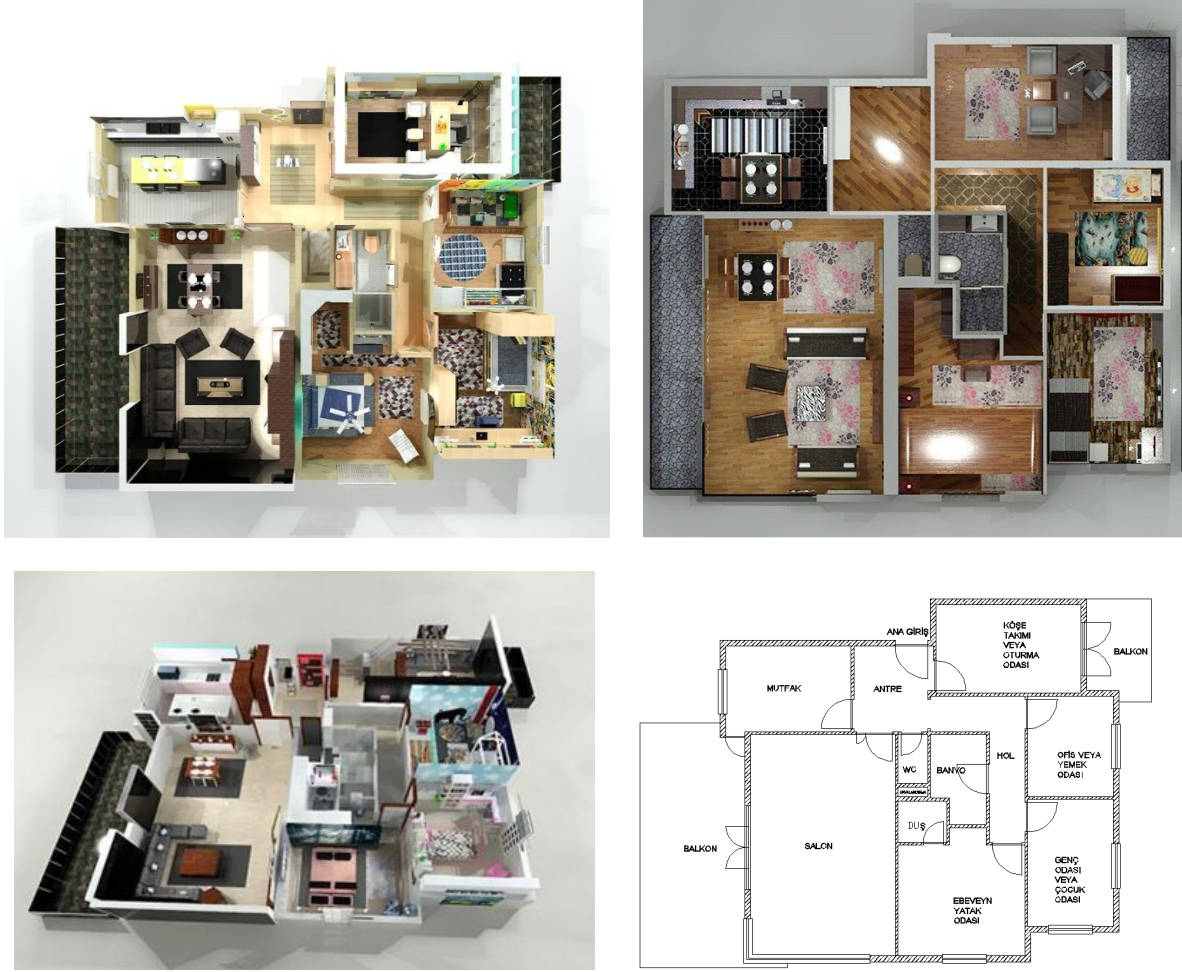 ANA GİRİŞ
KÖŞE
TAKIMI
VEYA
OTURMA
ODASI
BALKON
MUTFAK
ANTRE
WC
BANYO
HOL
OFİS VEYA
YEMEK
ODASI
DUŞ
BALKON
SALON
GENÇ
ODASI
VEYA
ÇOCUK
ODASI
EBEVEYN
YATAK
ODASI